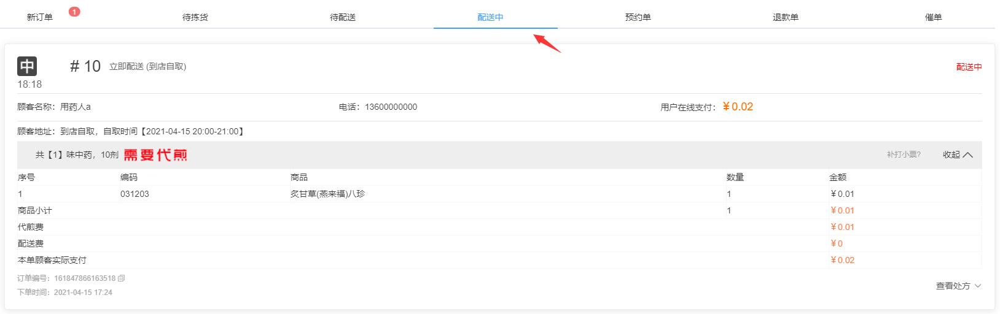 新订单 1 待拣货 待配送 配送中 预约单 退款单 催单
中 # 10 立即配送 (到店自取) 配送中
18:18
顾客名称：用药人a 电话：13600000000 用户在线支付：￥0.02
顾客地址：到店自取，自取时间【2021-04-15 20:00-21:00】
共【1】味中药，10剂 需要代煎 补打小票? 收起
序号 编码 商品 数量 金额
1 031203 炙甘草(燕来福)八珍 1 ￥0.01
商品小计 1 ￥0.01
代煎费 ￥0.01
配送费 ￥0
本单顾客实际支付 ￥0.02
订单编号：161847866163518
下单时间：2021-04-15 17:24 查看处方